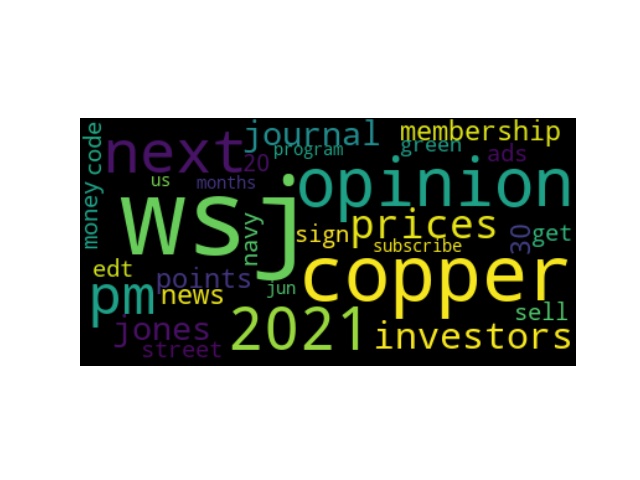 journal
membership
code
next
program
green
ads
20
us
months
opinion
money
wsj
navy
sign
prices
30
get
subscribe
edt
points
copper
pm
news
jun
sell
jones
2021
investors
street